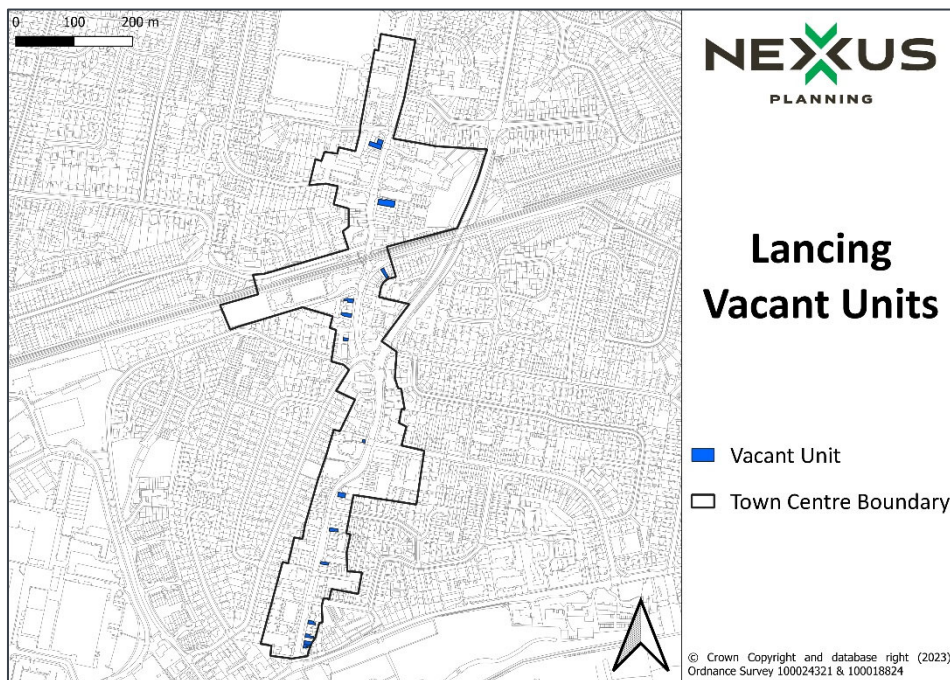 0 100 200 m
NEXUS
PLANNING
Lancing
Vacant Units
Vacant Unit
Town Centre Boundary
© Crown Copyright and database right (2023)
Ordnance Survey 100024321 & 100018824